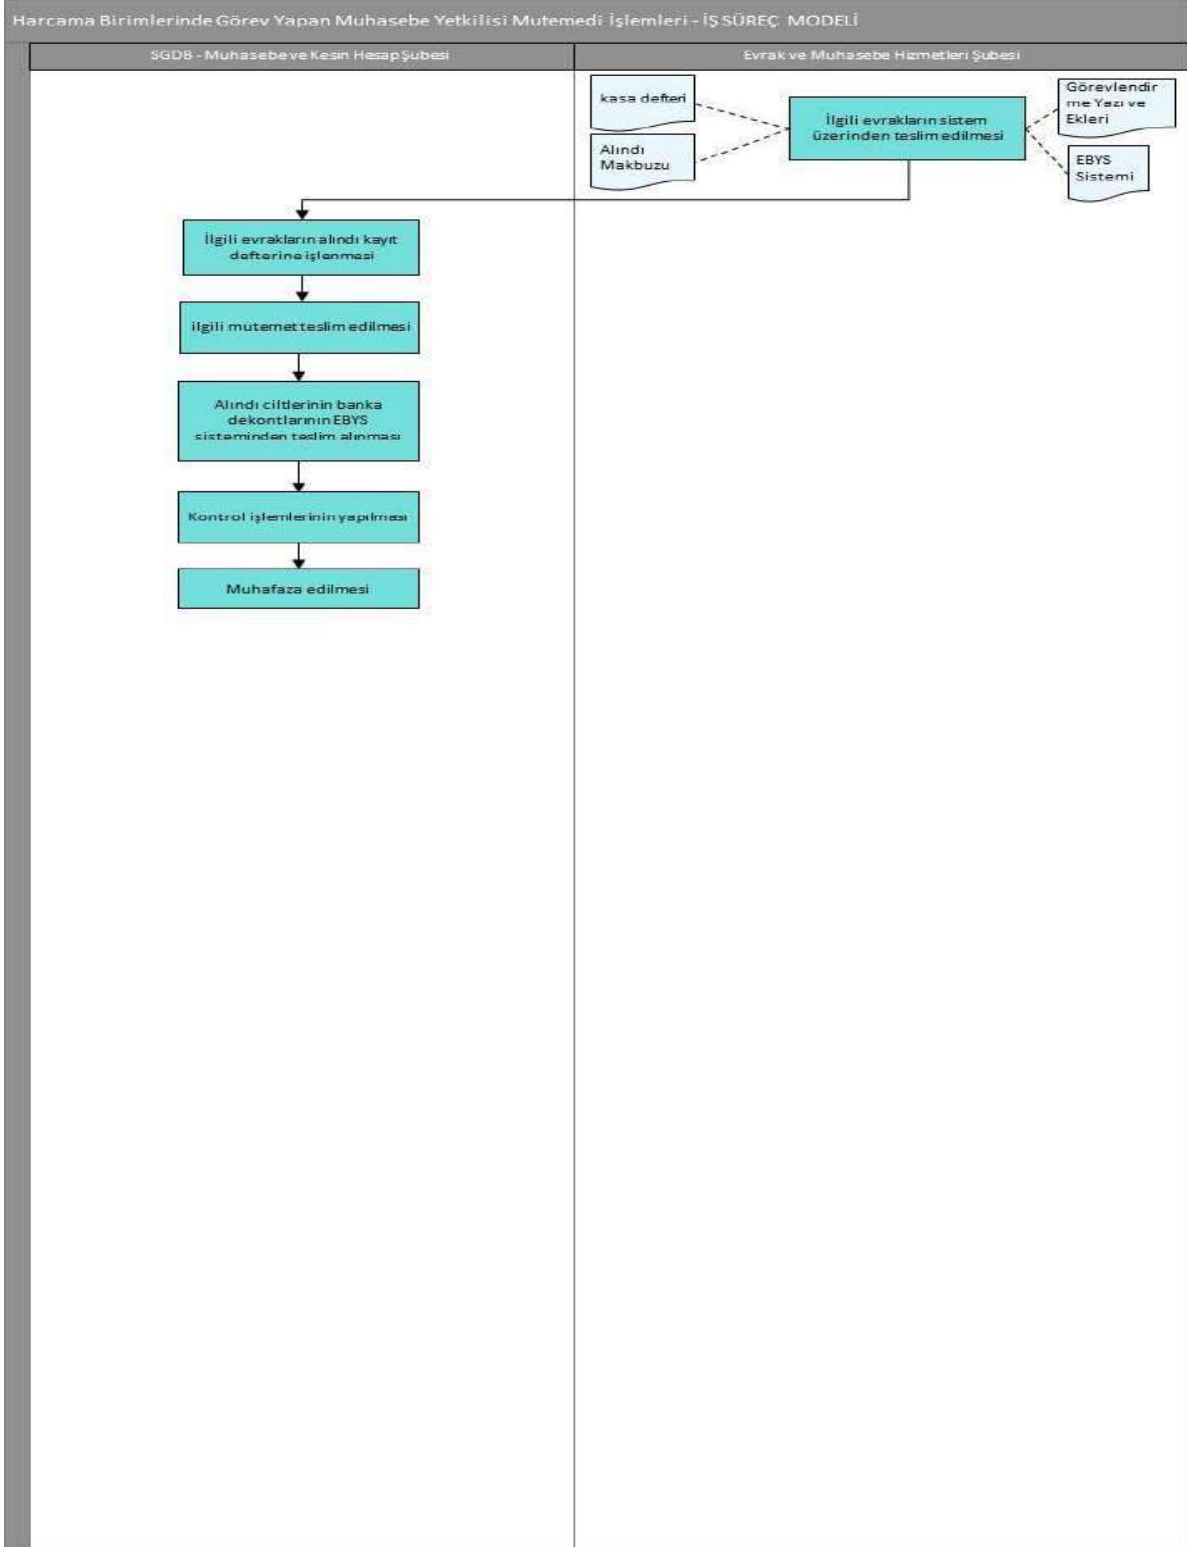 Harcama Birimlerinde Görev Yapan Muhasebe Yetkilisi Mutemedi İşlemleri - İŞ SÜREÇ MODELİ
SGDB - Muhasebe ve Kesin Hesap Şubesi
Evrak ve Muhasebe Hizmetleri Şubesi
kasa defteri
Alındı
Makbuzu
İlgili evrakların sistem
üzerinden teslim edilmesi
Görevlendir
me Yazı ve
Ekleri
EBYS
Sistemi
İlgili evrakların alındı kayıt
defterine işlenmesi
ilgili mutemet teslim edilmesi
Alındı ciltlerinin banka
dekontlarının EBYS
sisteminden teslim alınması
Kontrol işlemlerinin yapılması
Muhafaza edilmesi